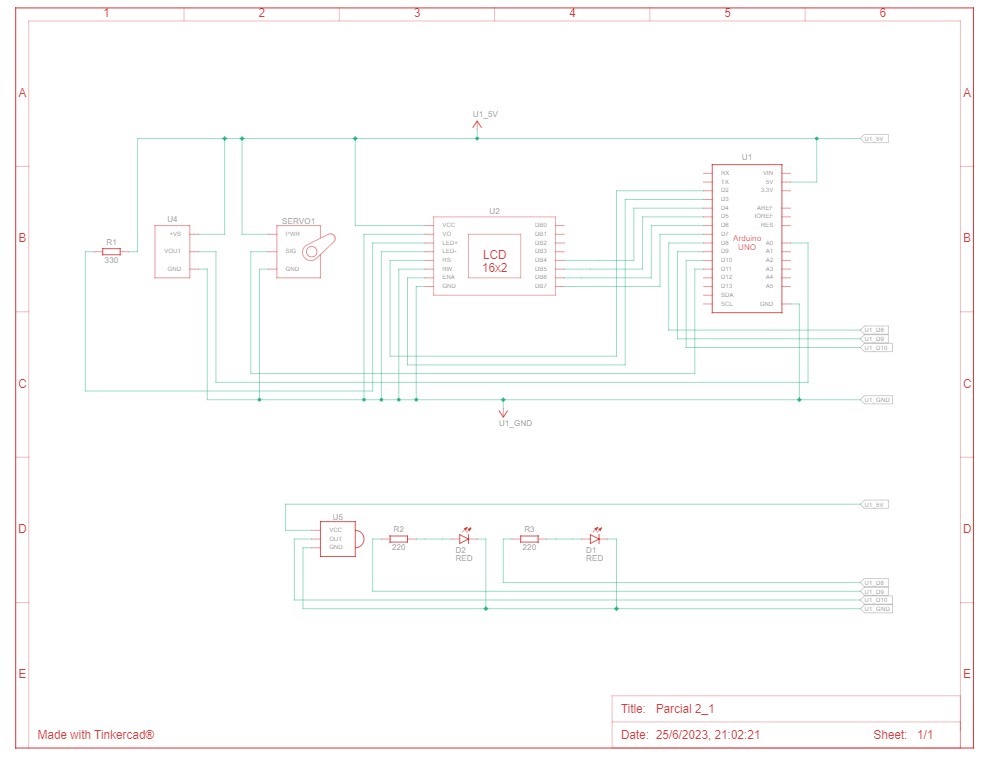 1 2 3 4 5 6
A A
U1_5V
U1_5V
U1
RX VIN
TX 5V
D2 3.3V
D3
D4 AREF
D5 IOREF
D6 RES
D7
D8 A0
D9 A1
D10 A2
D11 A3
D12 A4
D13 A5
SDA
SCL GND
Arduino
UNO
B B
R1
330
U4
+VS
VOUT
GND
SERVO1
PWR
SIG
GND
U2
VCC DB0
VO DB1
LED+ DB2
LED- DB3
RS DB4
RW DB5
ENA DB6
GND DB7
LCD
16x2
U1_D8
U1_D9
U1_D10
C C
U1_GND
U1_GND
U1_5V
D D
U5
VCC
OUT
GND
R2
220
D2
RED
R3
220
D1
RED
U1_D8
U1_D9
U1_D10
U1_GND
E E
Title: Parcial 2_1
Made with Tinkercad®
Date: 25/6/2023, 21:02:21 Sheet: 1/1